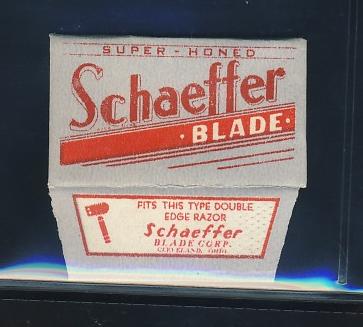 SUPER - HONED
Schaeffer
· BLADE ·
FITS THIS TYPE DOUBLE
EDGE RAZOR
Schaeffer
BLADE CORP.
CLEVELAND, OHIO